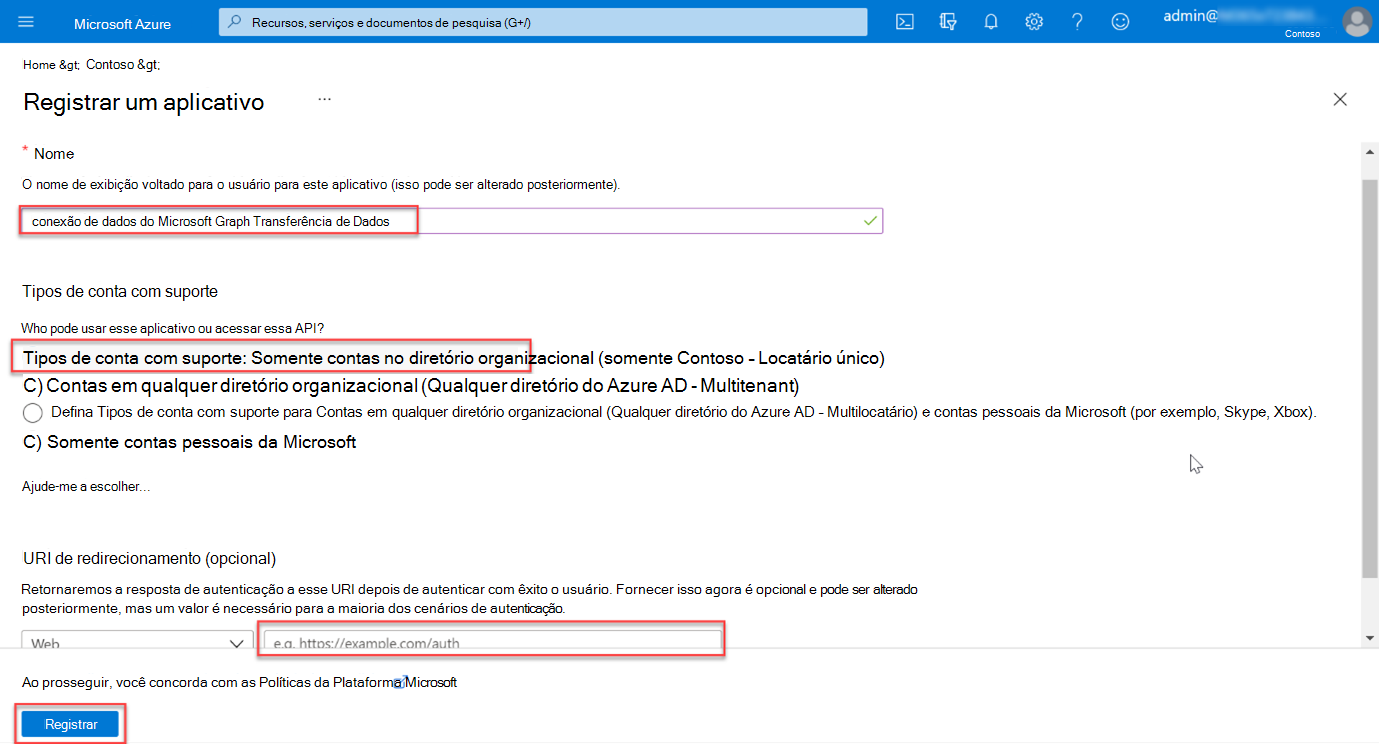 Microsoft Azure
Recursos, serviços e documentos de pesquisa (G+/)
admin@
Contoso
Home &gt; Contoso &gt;
Registrar um aplicativo ...
* Nome
O nome de exibição voltado para o usuário para este aplicativo (isso pode ser alterado posteriormente).
conexão de dados do Microsoft Graph Transferência de Dados
Tipos de conta com suporte
Who pode usar esse aplicativo ou acessar essa API?
Tipos de conta com suporte: Somente contas no diretório organizacional (somente Contoso - Locatário único)
C) Contas em qualquer diretório organizacional (Qualquer diretório do Azure AD - Multitenant)
Defina Tipos de conta com suporte para Contas em qualquer diretório organizacional (Qualquer diretório do Azure AD - Multilocatário) e contas pessoais da Microsoft (por exemplo, Skype, Xbox).
C) Somente contas pessoais da Microsoft
Ajude-me a escolher...
URI de redirecionamento (opcional)
Retornaremos a resposta de autenticação a esse URI depois de autenticar com êxito o usuário. Fornecer isso agora é opcional e pode ser alterado
posteriormente, mas um valor é necessário para a maioria dos cenários de autenticação.
Web
e.g. https://example.com/auth
Ao prosseguir, você concorda com as Políticas da Plataforma Microsoft
Registrar